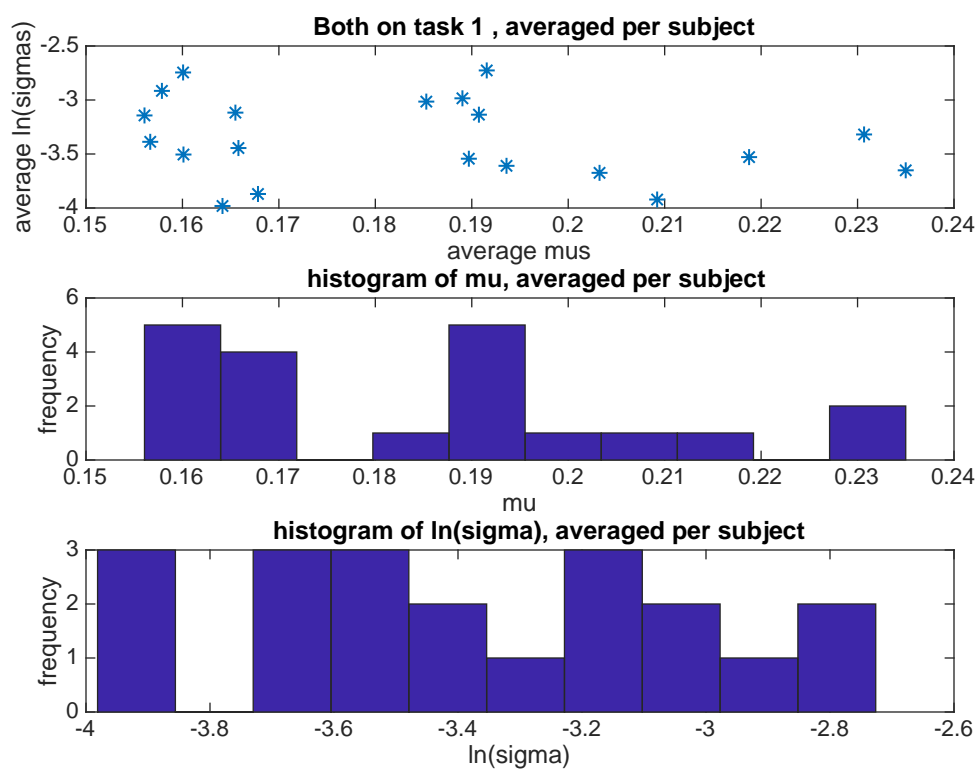 Both on task 1 , averaged per subject
average ln(sigmas)
-2.5
-3
-3.5
-4
0.15 0.16 0.17 0.18 0.19 0.2 0.21 0.22 0.23 0.24
average mus
histogram of mu, averaged per subject
frequency
6
4
2
0
0.15 0.16 0.17 0.18 0.19 0.2 0.21 0.22 0.23 0.24
mu
histogram of ln(sigma), averaged per subject
frequency
3
2
1
0
-4 -3.8 -3.6 -3.4 -3.2 -3 -2.8 -2.6
ln(sigma)